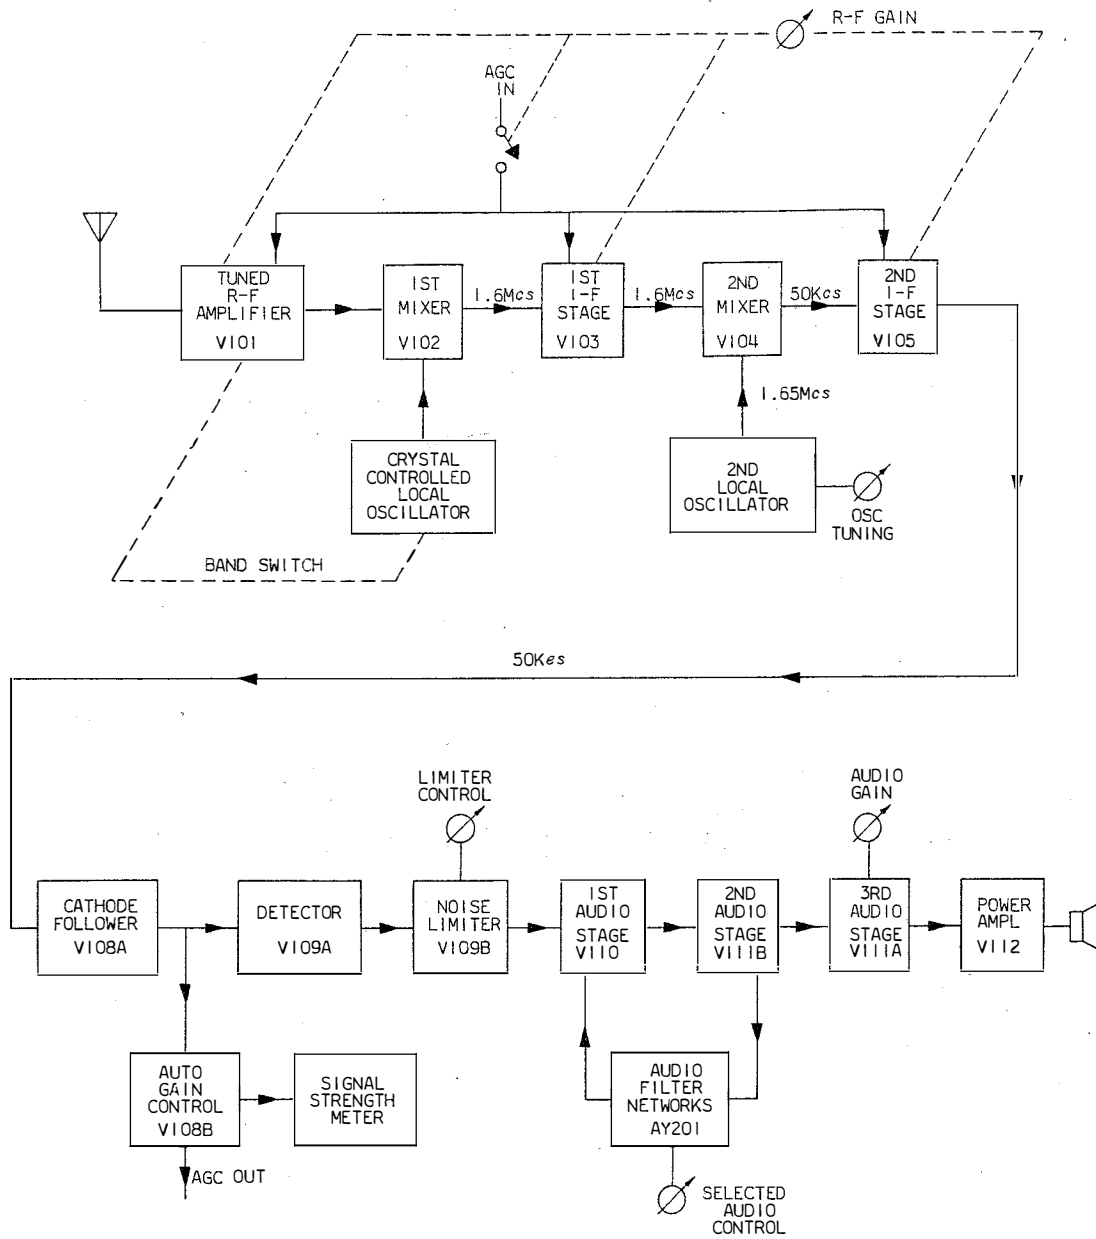 R-F GAIN
AGC
IN
TUNED
R-F
AMPLIFIER
V101
1ST
MIXER
V102
1.6Mcs
1ST
I-F
STAGE
V103
1.6Mcs
2ND
MIXER
V104
50Kcs
2ND
I-F
STAGE
V105
1.65Mcs
CRYSTAL
CONTROLLED
LOCAL
OSCILLATOR
2ND
LOCAL
OSCILLATOR
OSC
TUNING
BAND SWITCH
50Kes
LIMITER
CONTROL
AUDIO
GAIN
CATHODE
FOLLOWER
V108A
DETECTOR
V109A
NOISE
LIMITER
V109B
1ST
AUDIO
STAGE
V110
2ND
AUDIO
STAGE
V111B
3RD
AUDIO
STAGE
V111A
POWER
AMPL
V112
AUTO
GAIN
CONTROL
V108B
SIGNAL
STRENGTH
METER
AUDIO
FILTER
NETWORKS
AY201
AGC OUT
SELECTED
AUDIO
CONTROL